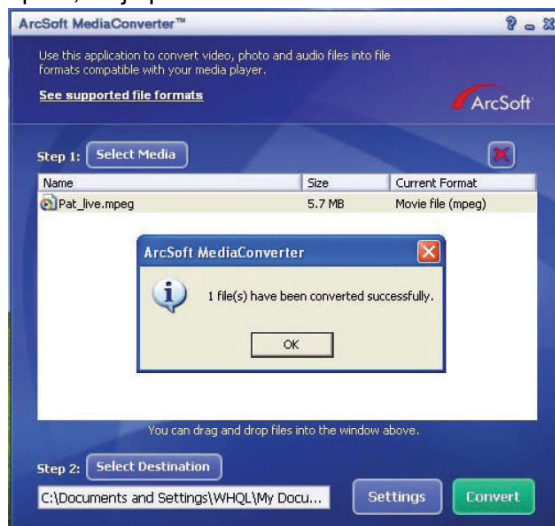 ArcSoft MediaConverter™
Use this application to convert video, photo and audio files into file
formats compatible with your media player.
See supported file formats
ArcSoft
Step 1: Select Media
Name Size Current Format
Pat_live.mpeg 5.7 MB Movie file (mpeg)
ArcSoft MediaConverter
1 file(s) have been converted successfully.
OK
You can drag and drop files into the window above.
Step 2: Select Destination
C:\Documents and Settings\WHQL\My Docu... Settings Convert